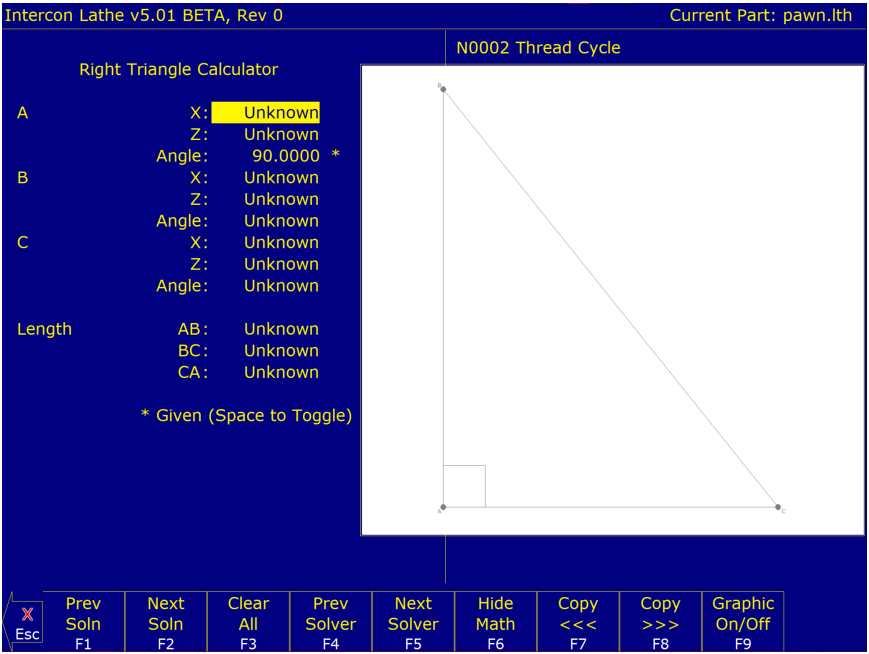 Intercon Lathe v5.01 BETA, Rev 0 Current Part: pawn.lth
N0002 Thread Cycle
Right Triangle Calculator
A X: Unknown
Z: Unknown
Angle: 90.0000 *
B X: Unknown
Z: Unknown
Angle: Unknown
C X: Unknown
Z: Unknown
Angle: Unknown
Length AB: Unknown
BC: Unknown
CA: Unknown
* Given (Space to Toggle)
B
A
C
X Esc
Prev Soln F1
Next Soln F2
Clear All F3
Prev Solver F4
Next Solver F5
Hide Math F6
Copy <<< F7
Copy >>> F8
Graphic On/Off F9